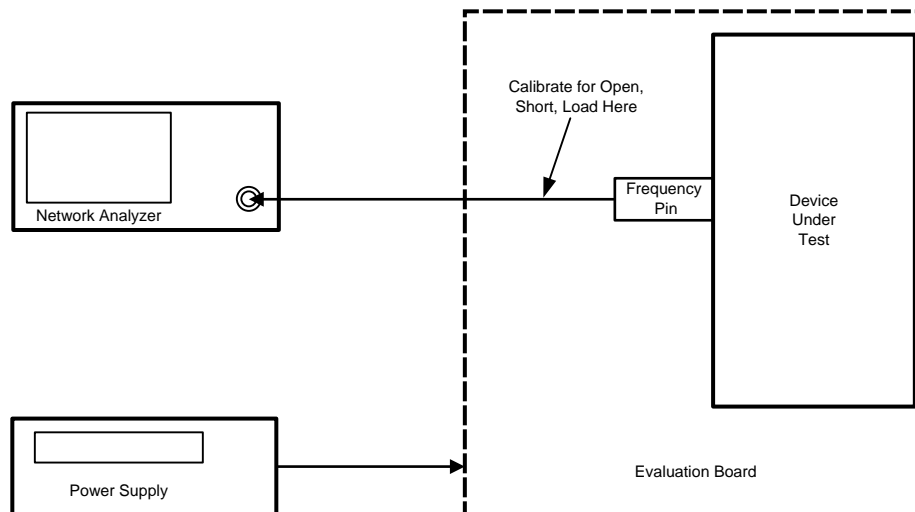 Calibrate for Open,
Short, Load Here
Network Analyzer
Frequency
Pin
Device
Under
Test
Power Supply
Evaluation Board